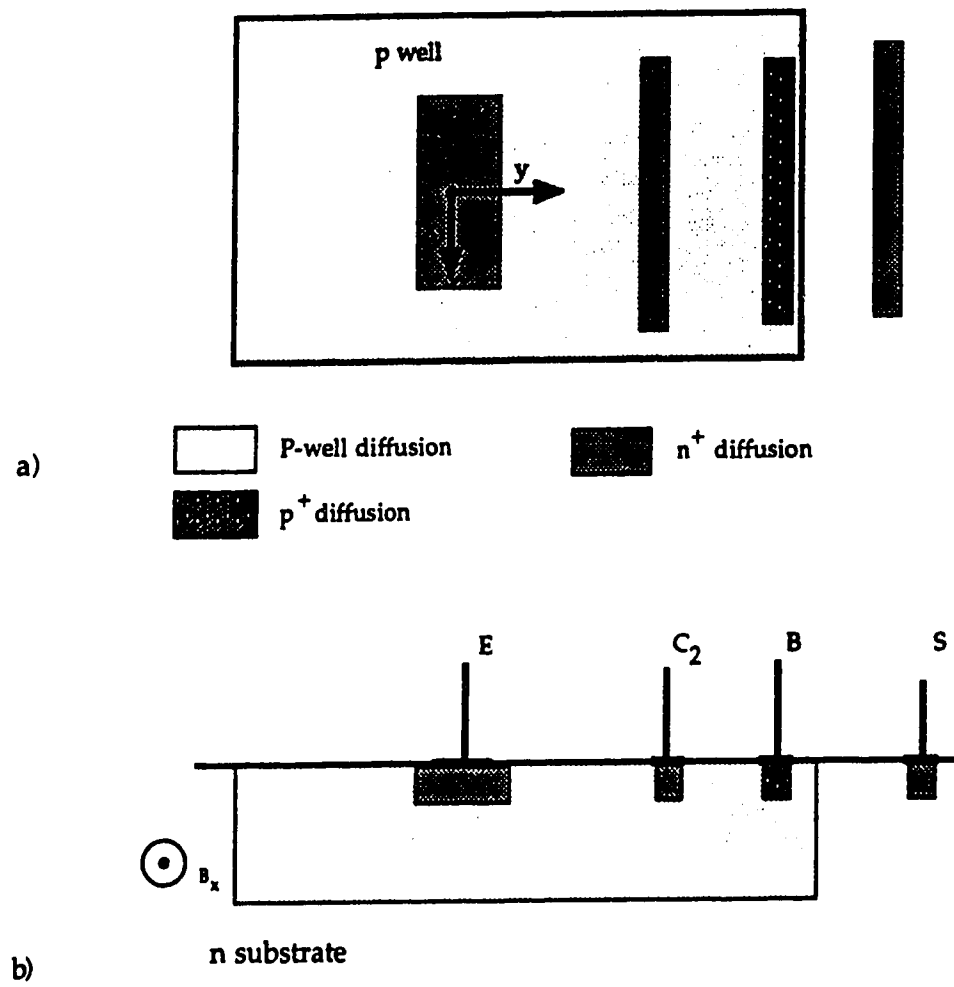 p well
y
a)
P-well diffusion
n+ diffusion
p+ diffusion
E
C2
B
S
Bx
n substrate
b)